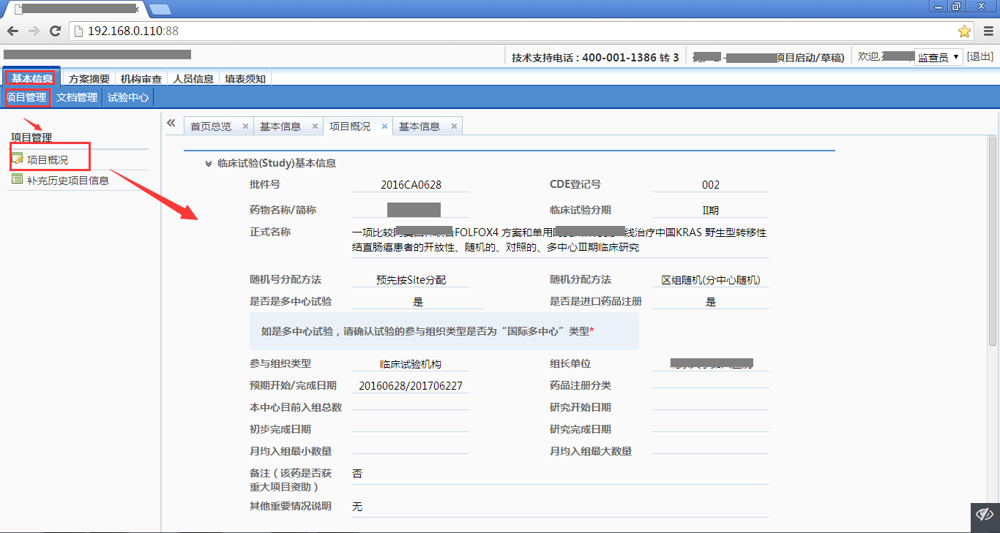 192.168.0.110:88
技术支持电话：400-001-1386 转 3
项目启动/草稿)
欢迎,
监查员
[退出]
基本信息
方案摘要
机构审查
人员信息
填表须知
项目管理
文档管理
试验中心
项目管理
项目概况
补充历史项目信息
首页总览
基本信息
项目概况
基本信息
临床试验(Study)基本信息
批件号 2016CA0628
CDE登记号 002
药物名称/简称
临床试验分期 II期
正式名称
一项比较 FOLFOX4 方案和单用 线治疗中国KRAS 野生型转移性
结直肠癌患者的开放性、随机的、对照的、多中心III期临床研究
随机号分配方法 预先按Site分配
随机分配方法 区组随机(分中心随机)
是否是多中心试验 是
是否是进口药品注册 是
如是多中心试验，请确认试验的参与组织类型是否为“国际多中心”类型*
参与组织类型 临床试验机构
组长单位
预期开始/完成日期 20160628/201706227
药品注册分类
本中心目前入组总数
研究开始日期
初步完成日期
研究完成日期
月均入组最小数量
月均入组最大数量
备注（该药是否获 否
重大项目资助）
其他重要情况说明 无